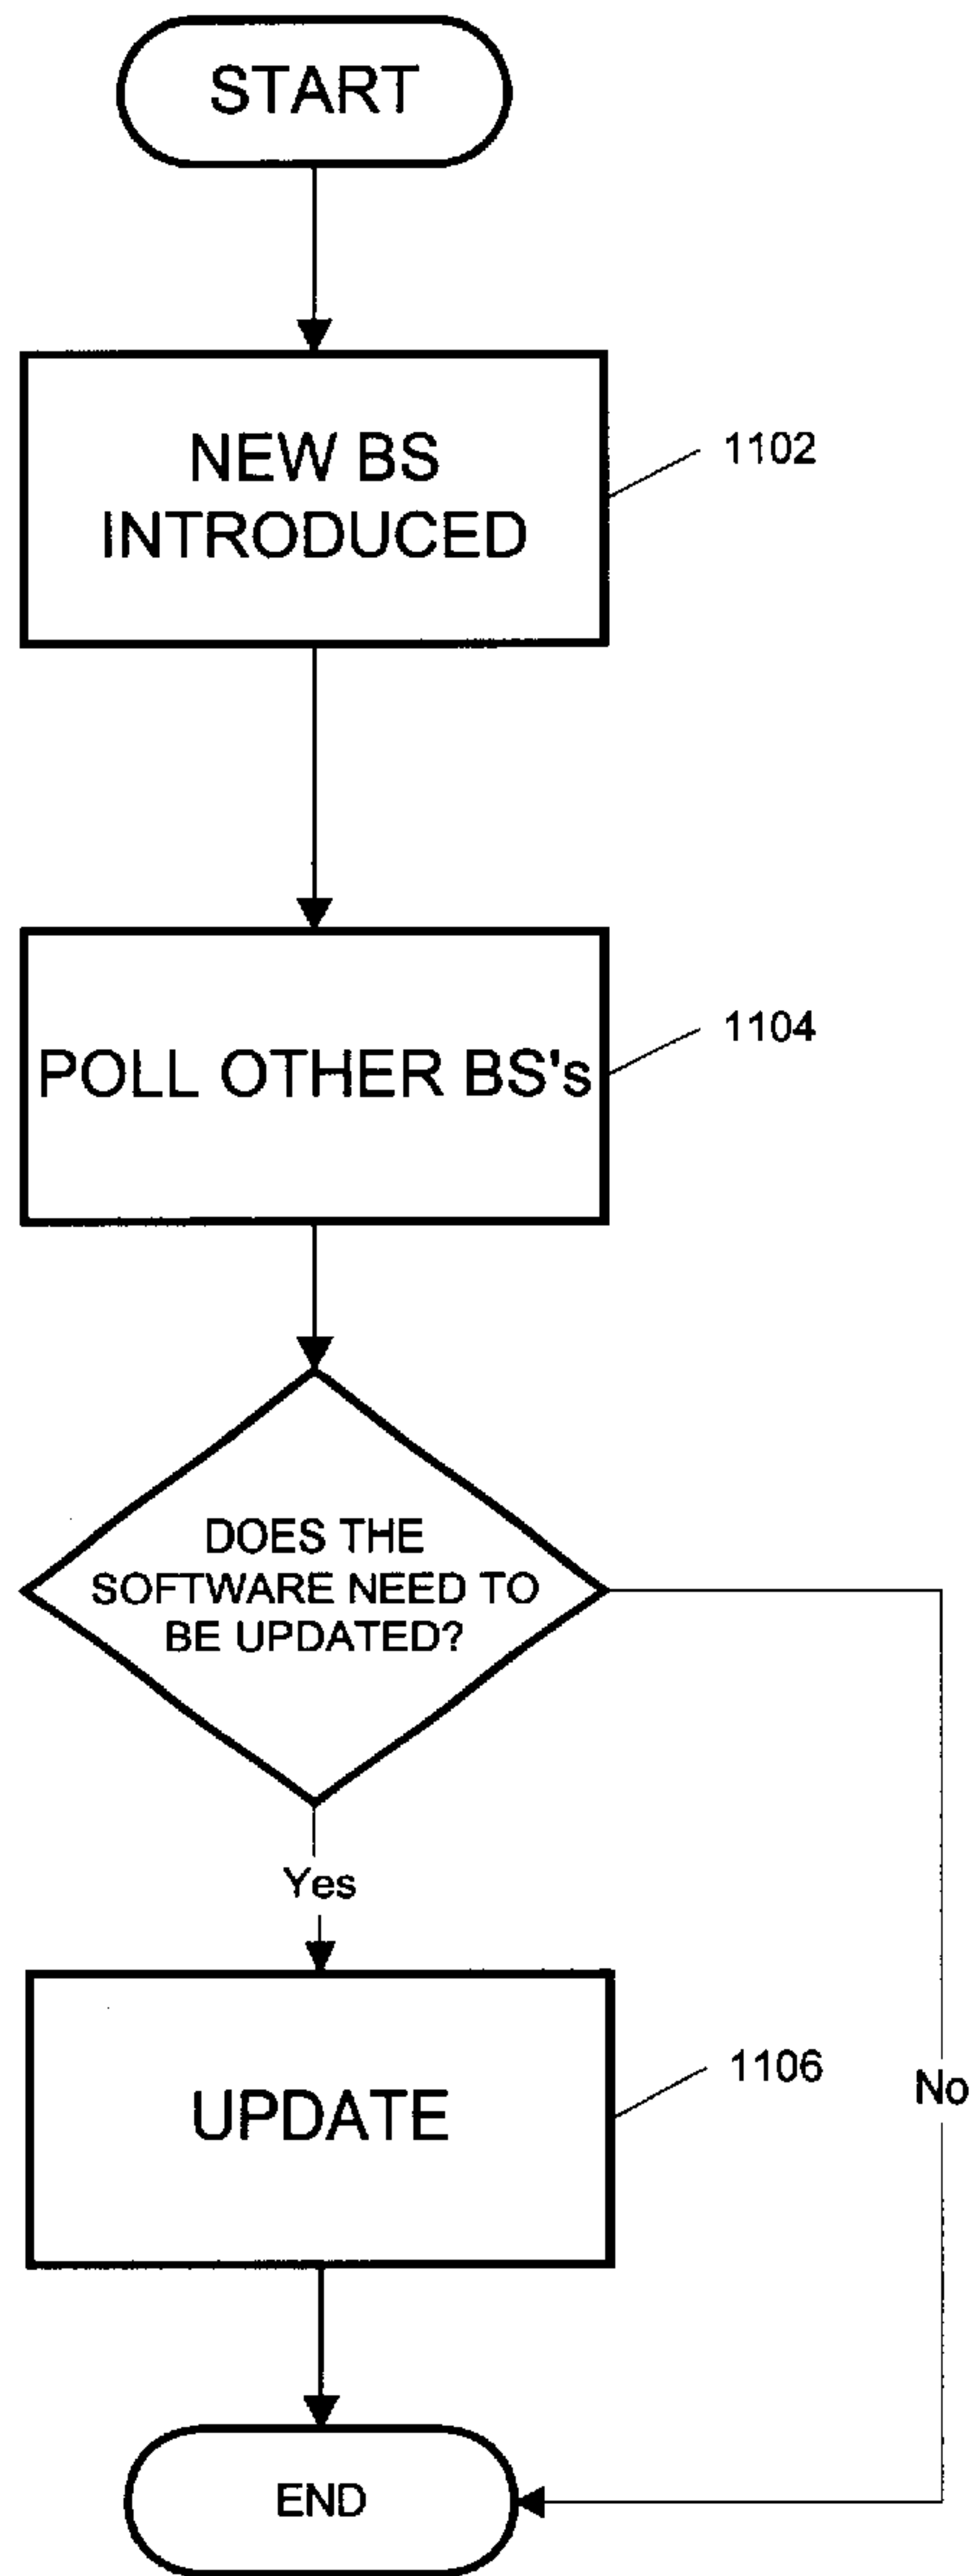 START
NEW BS
INTRODUCED
1102
POLL OTHER BS's
1104
DOES THE
SOFTWARE NEED TO
BE UPDATED?
Yes
UPDATE
1106
No
END